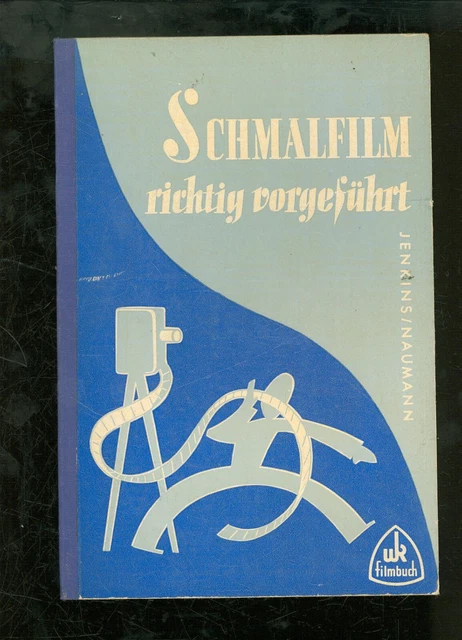 SCHMALFILM
richtig vorgeführt
JENKINS/NAUMANN
wk
filmbuch